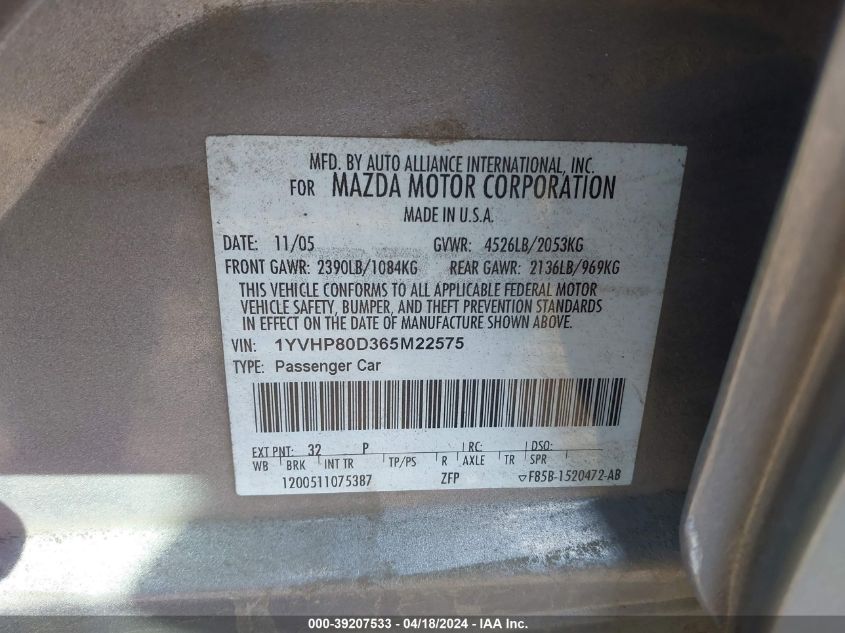 MFD. BY AUTO ALLIANCE INTERNATIONAL, INC.
FOR MAZDA MOTOR CORPORATION
MADE IN U.S.A.
DATE: 11/05 GVWR: 4526LB/2053KG
FRONT GAWR: 2390LB/1084KG REAR GAWR: 2136LB/969KG
THIS VEHICLE CONFORMS TO ALL APPLICABLE FEDERAL MOTOR
VEHICLE SAFETY, BUMPER, AND THEFT PREVENTION STANDARDS
IN EFFECT ON THE DATE OF MANUFACTURE SHOWN ABOVE.
VIN: 1YVHP80D365M22575
TYPE: Passenger Car
EXT PNT: 32 P RC: DSO:
WB BRK INT TR TP/PS R AXLE TR SPR
1200511075387 ZFP ▽F85B-1520472-AB
000-39207533 - 04/18/2024 - IAA Inc.